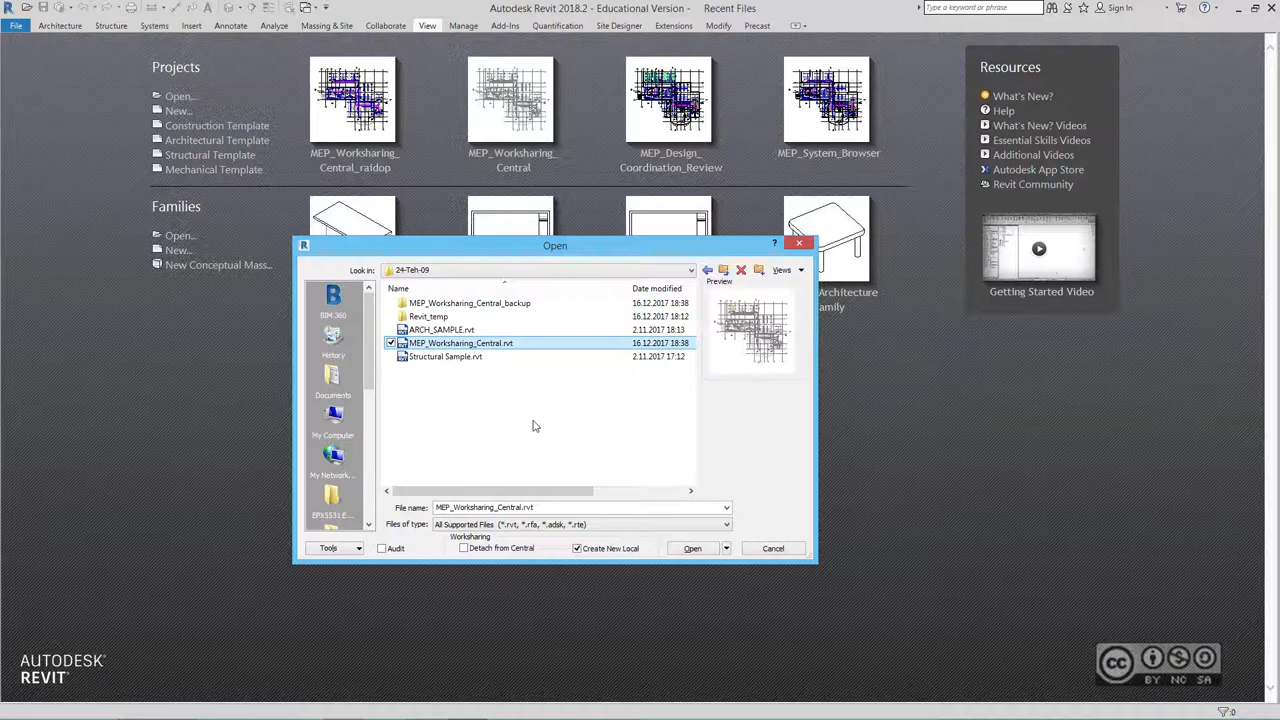 Autodesk Revit 2018.2 - Educational Version - Recent Files
Type a keyword or phrase
Sign In
File Architecture Structure Systems Insert Annotate Analyze Massing & Site Collaborate View Manage Add-Ins Quantification Site Designer Extensions Modify Precast
Projects
Open...
New...
Construction Template
Architectural Template
Structural Template
Mechanical Template
MEP_Worksharing_
Central_raidop
MEP_Worksharing_
Central
MEP_Design_
Coordination_Review
MEP_System_Browser
Resources
What's New?
Help
What's New? Videos
Essential Skills Videos
Additional Videos
Autodesk App Store
Revit Community
Getting Started Video
Families
Open...
New...
New Conceptual Mass...
Architecture
Open
Look in:
24-Teh-09
Views
Name
Date modified
Preview
MEP_Worksharing_Central_backup 16.12.2017 18:38
Revit_temp 16.12.2017 18:12
ARCH_SAMPLE.rvt 2.11.2017 18:13
MEP_Worksharing_Central.rvt 16.12.2017 18:38
Structural Sample.rvt 2.11.2017 17:12
BIM 360
History
Documents
My Computer
My Network...
EPX5531 E...
File name: MEP_Worksharing_Central.rvt
Files of type: All Supported Files (*.rvt, *.rfa, *.adsk, *.rte)
Worksharing
Tools
Audit
Detach from Central
Create New Local
Open
Cancel
AUTODESK®
REVIT®
CC BY NC SA